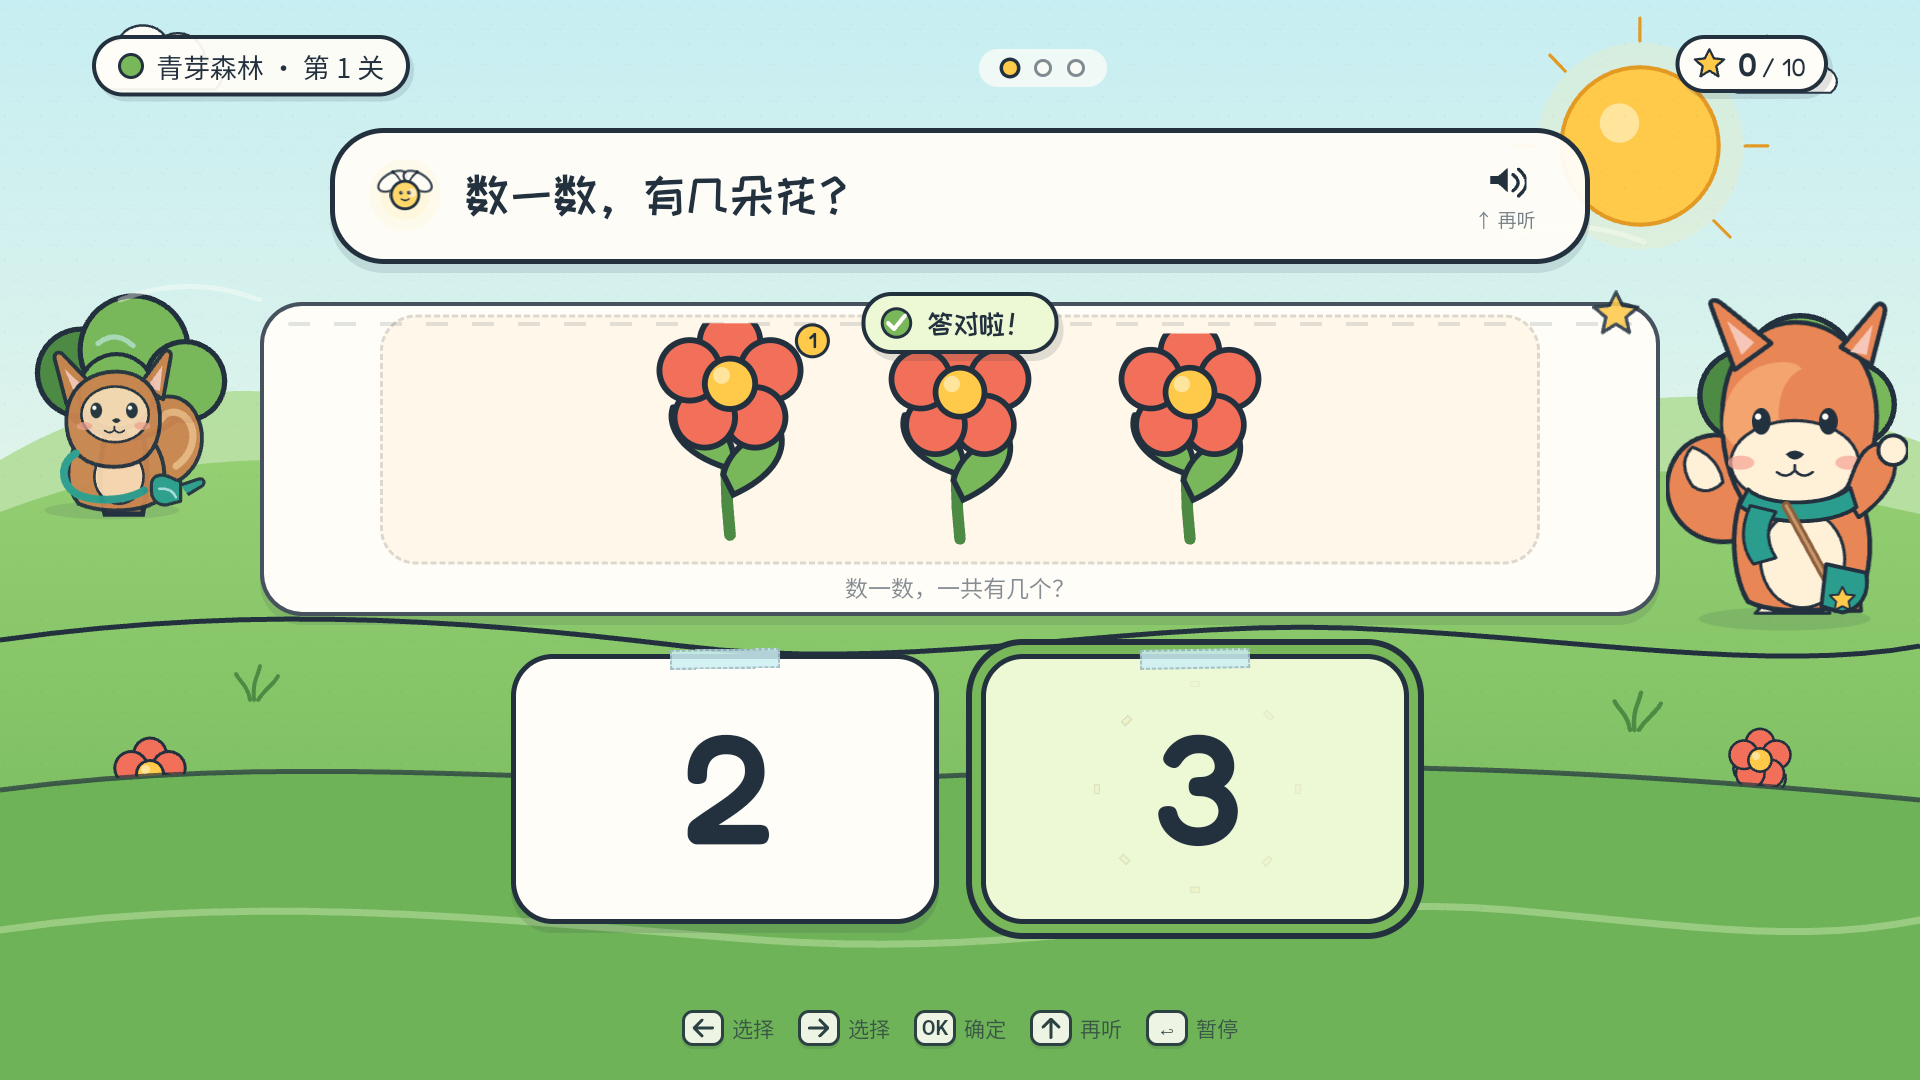 青芽森林 · 第 1 关
0 / 10
数一数，有几朵花？
↑ 再听
答对啦！
1
数一数，一共有几个？
2
3
← 选择 → 选择 OK 确定 ↑ 再听 ↩ 暂停